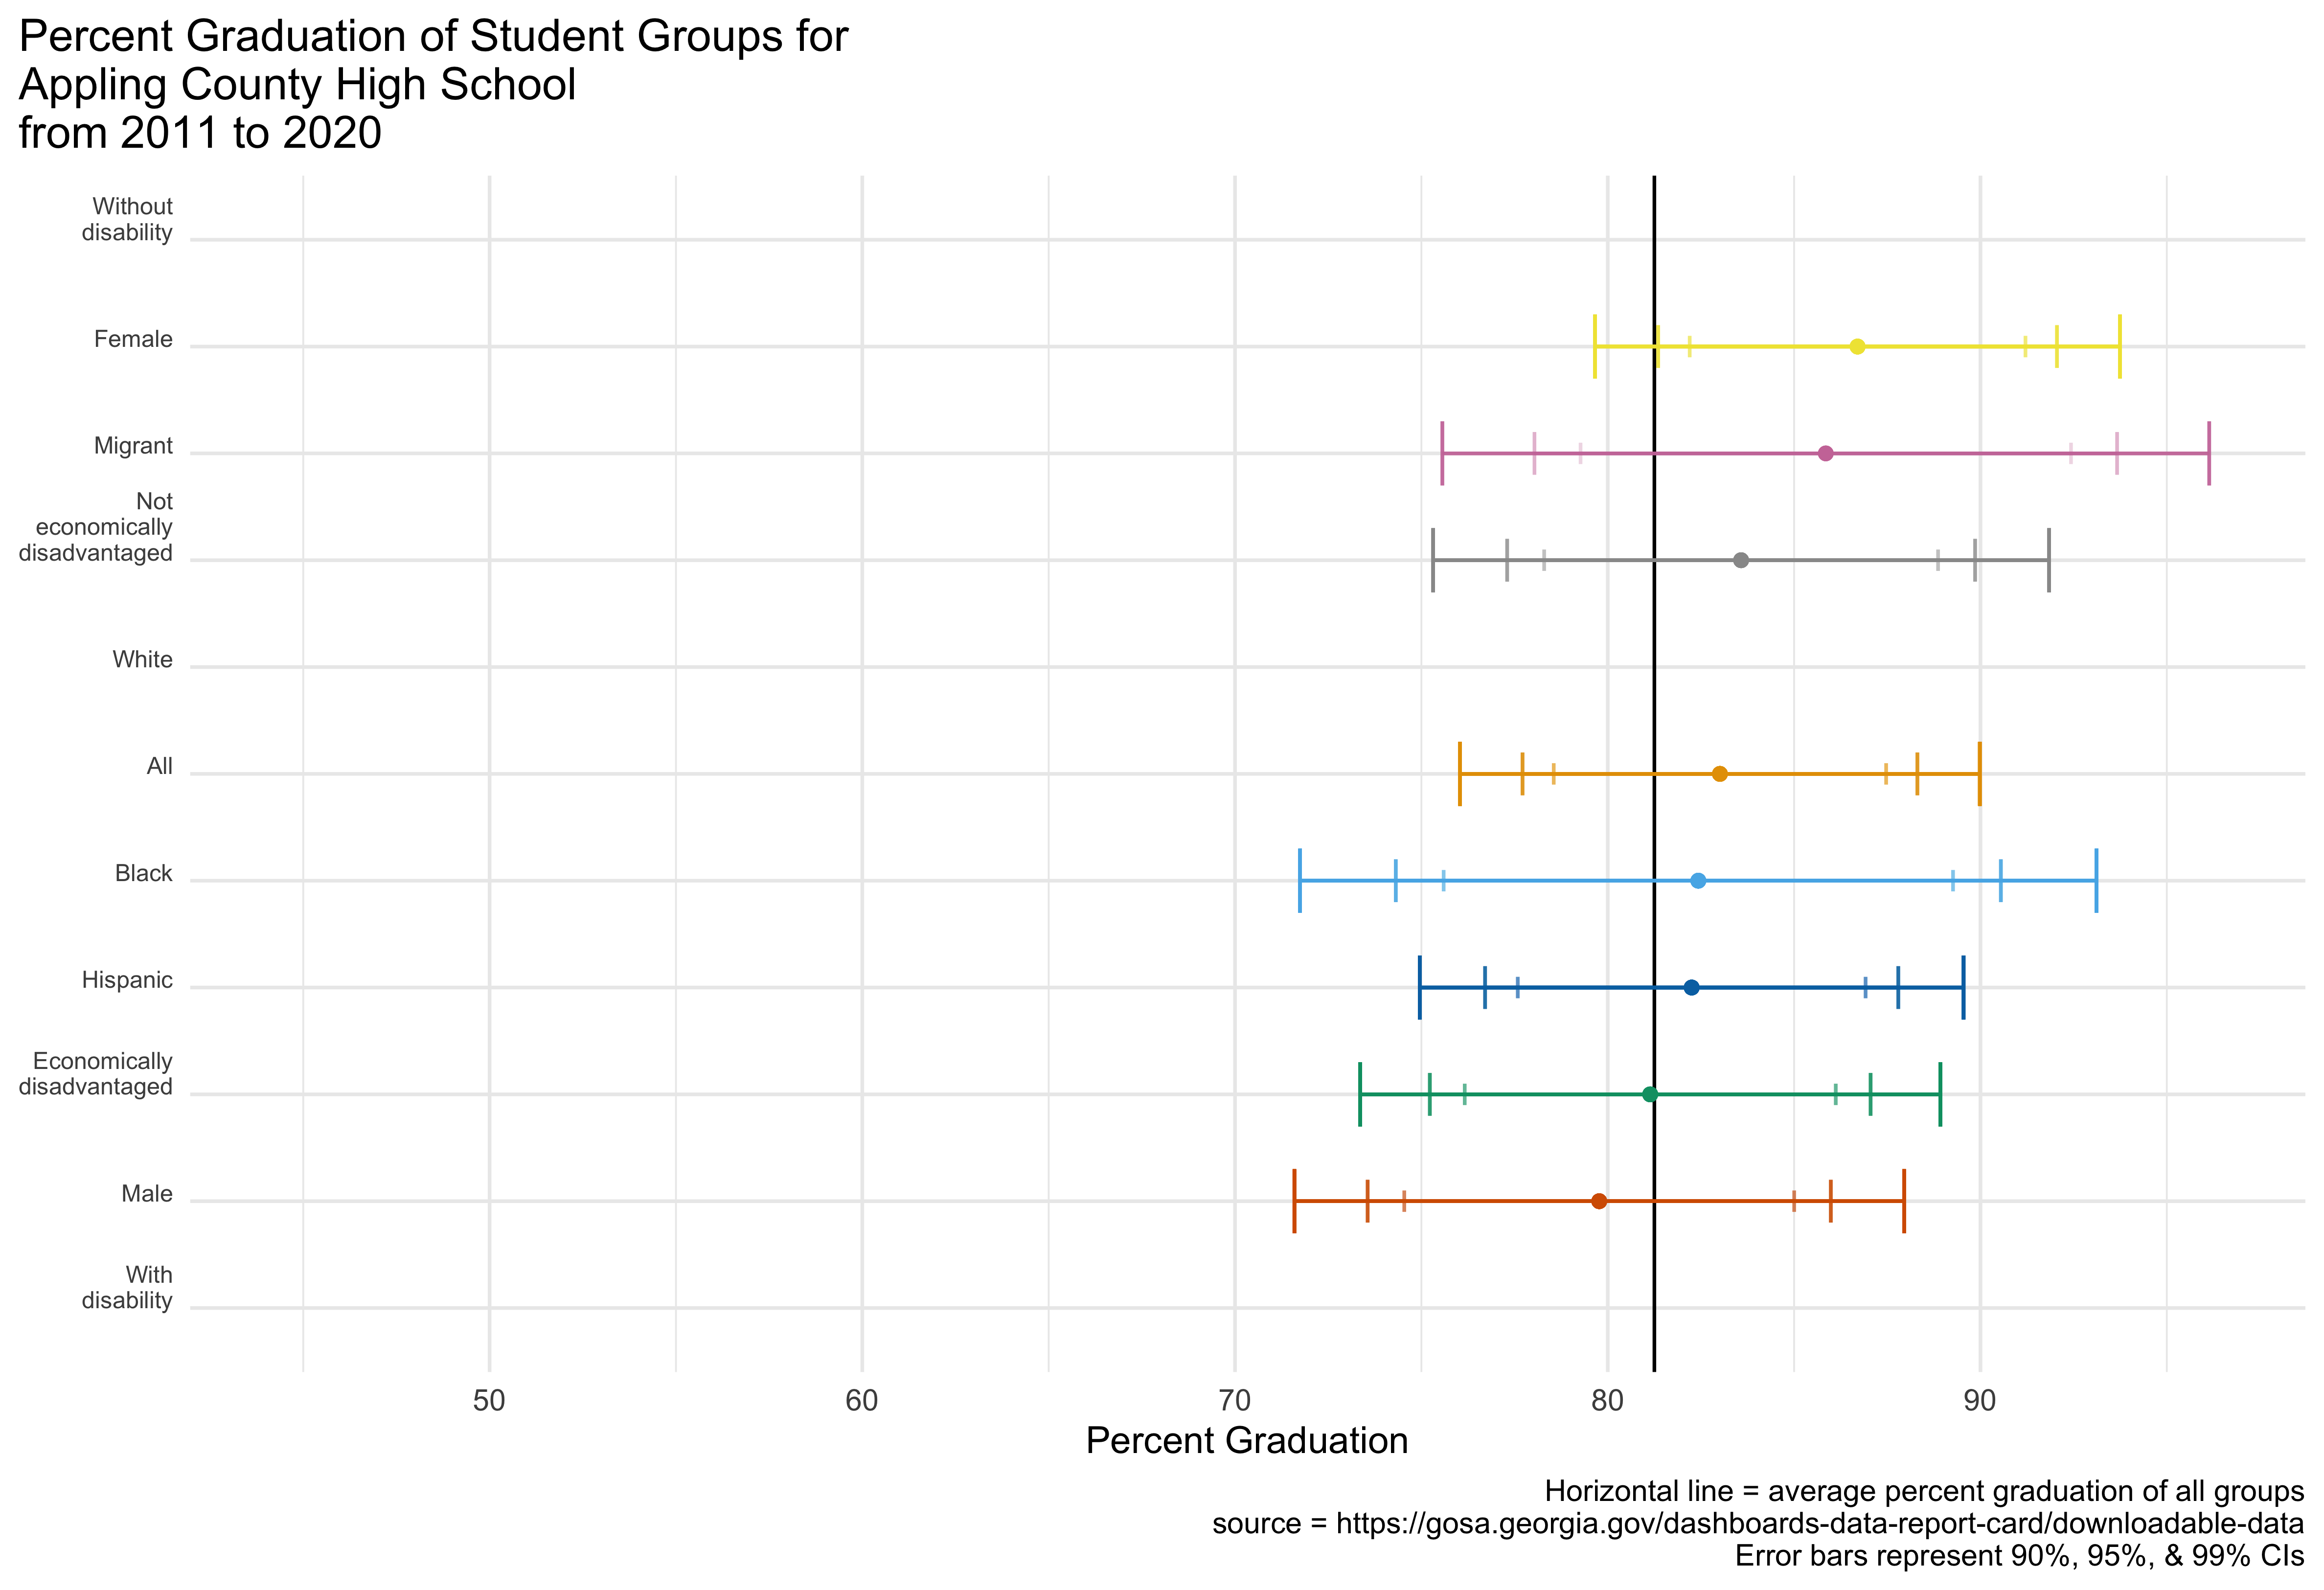 Percent Graduation of Student Groups for
Appling County High School
from 2011 to 2020
Without
disability
Female
Migrant
Not
economically
disadvantaged
White
All
Black
Hispanic
Economically
disadvantaged
Male
With
disability
50 60 70 80 90
Percent Graduation
Horizontal line = average percent graduation of all groups
source = https://gosa.georgia.gov/dashboards-data-report-card/downloadable-data
Error bars represent 90%, 95%, & 99% CIs